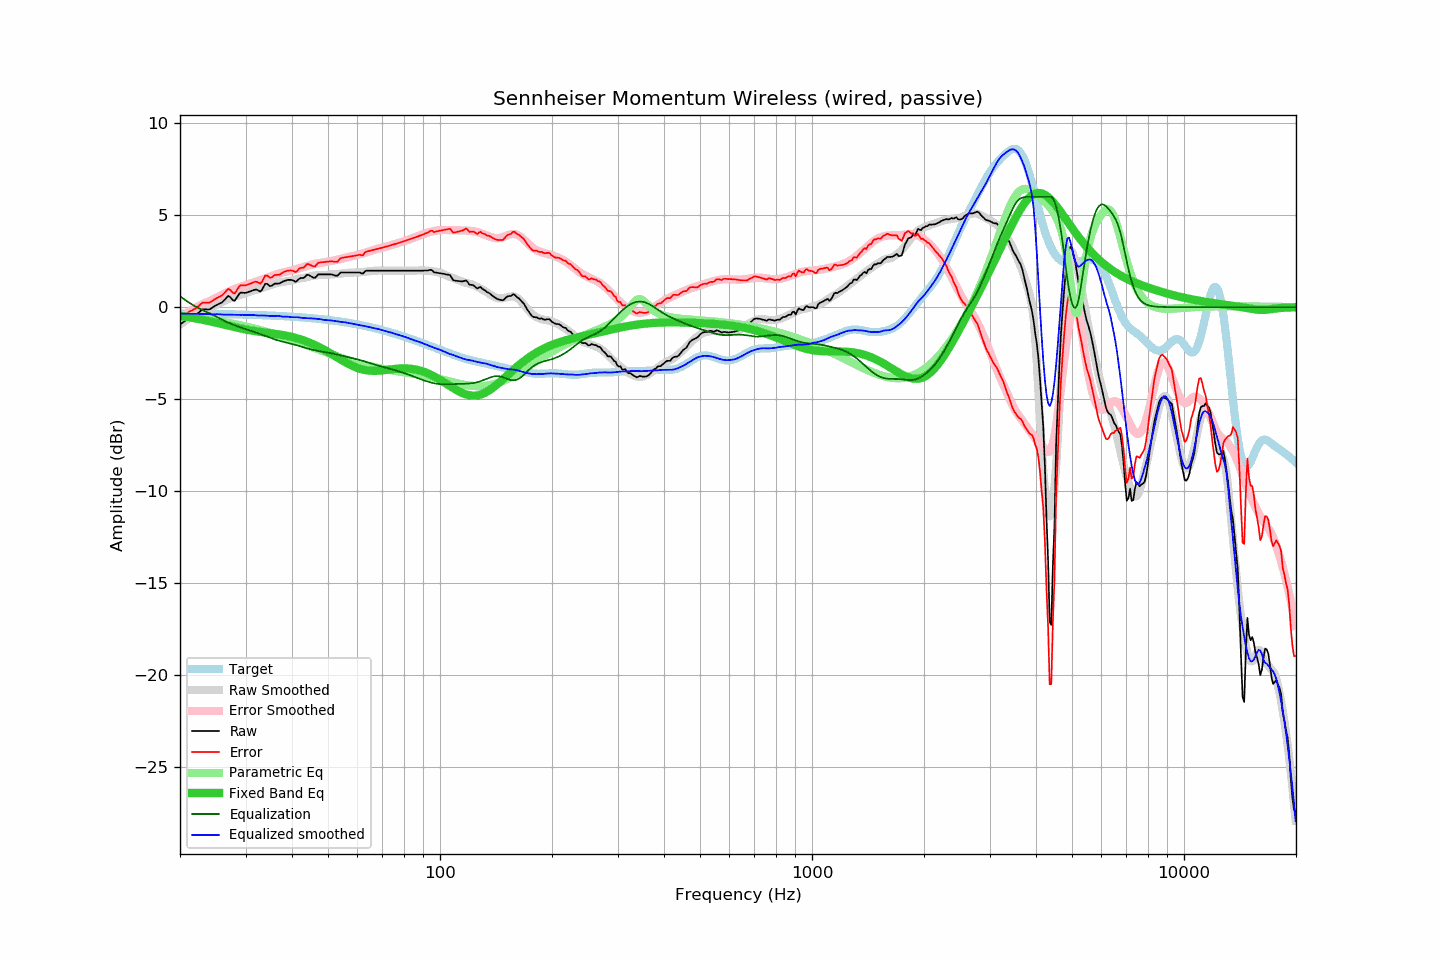 Sennheiser Momentum Wireless (wired, passive)
10
5
0
−5
−10
−15
−20
−25
Amplitude (dBr)
Target
Raw Smoothed
Error Smoothed
Raw
Error
Parametric Eq
Fixed Band Eq
Equalization
Equalized smoothed
100
1000
10000
Frequency (Hz)